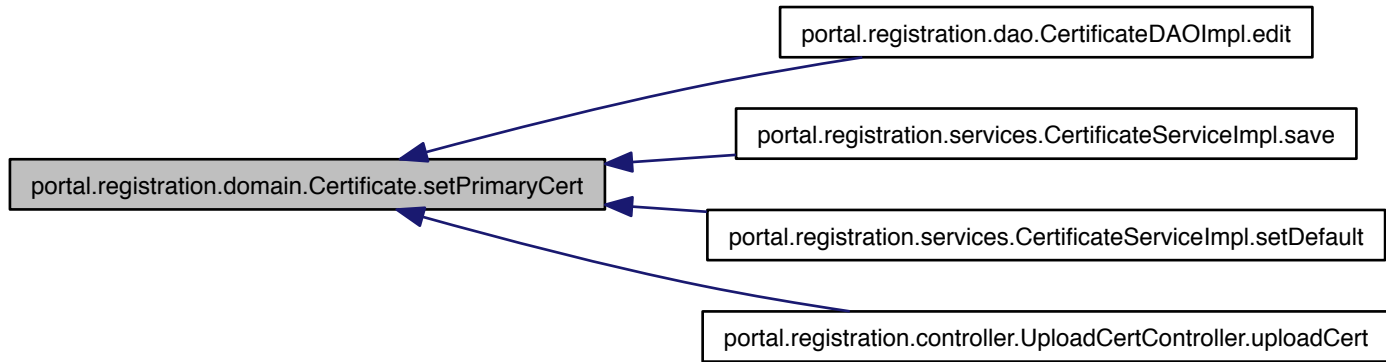 portal.registration.dao.CertificateDAOImpl.edit
portal.registration.services.CertificateServiceImpl.save
portal.registration.domain.Certificate.setPrimaryCert
portal.registration.services.CertificateServiceImpl.setDefault
portal.registration.controller.UploadCertController.uploadCert